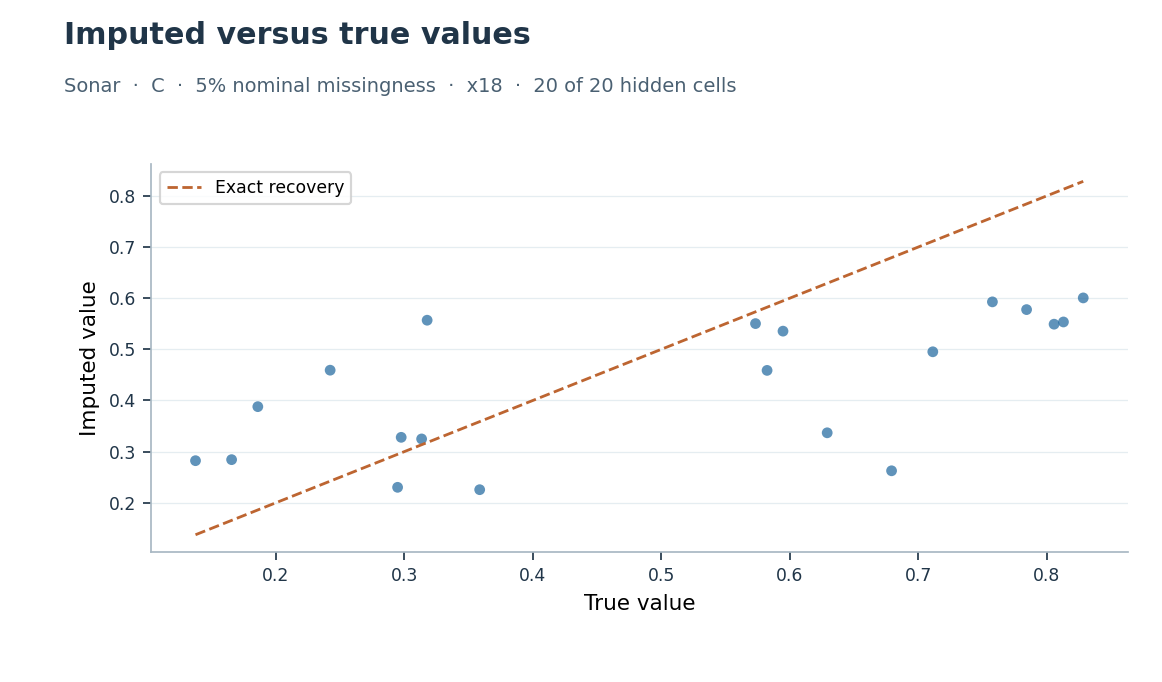 Imputed versus true values
Sonar · C · 5% nominal missingness · x18 · 20 of 20 hidden cells
Exact recovery
0.8
0.7
0.6
0.5
0.4
0.3
0.2
Imputed value
0.2 0.3 0.4 0.5 0.6 0.7 0.8
True value